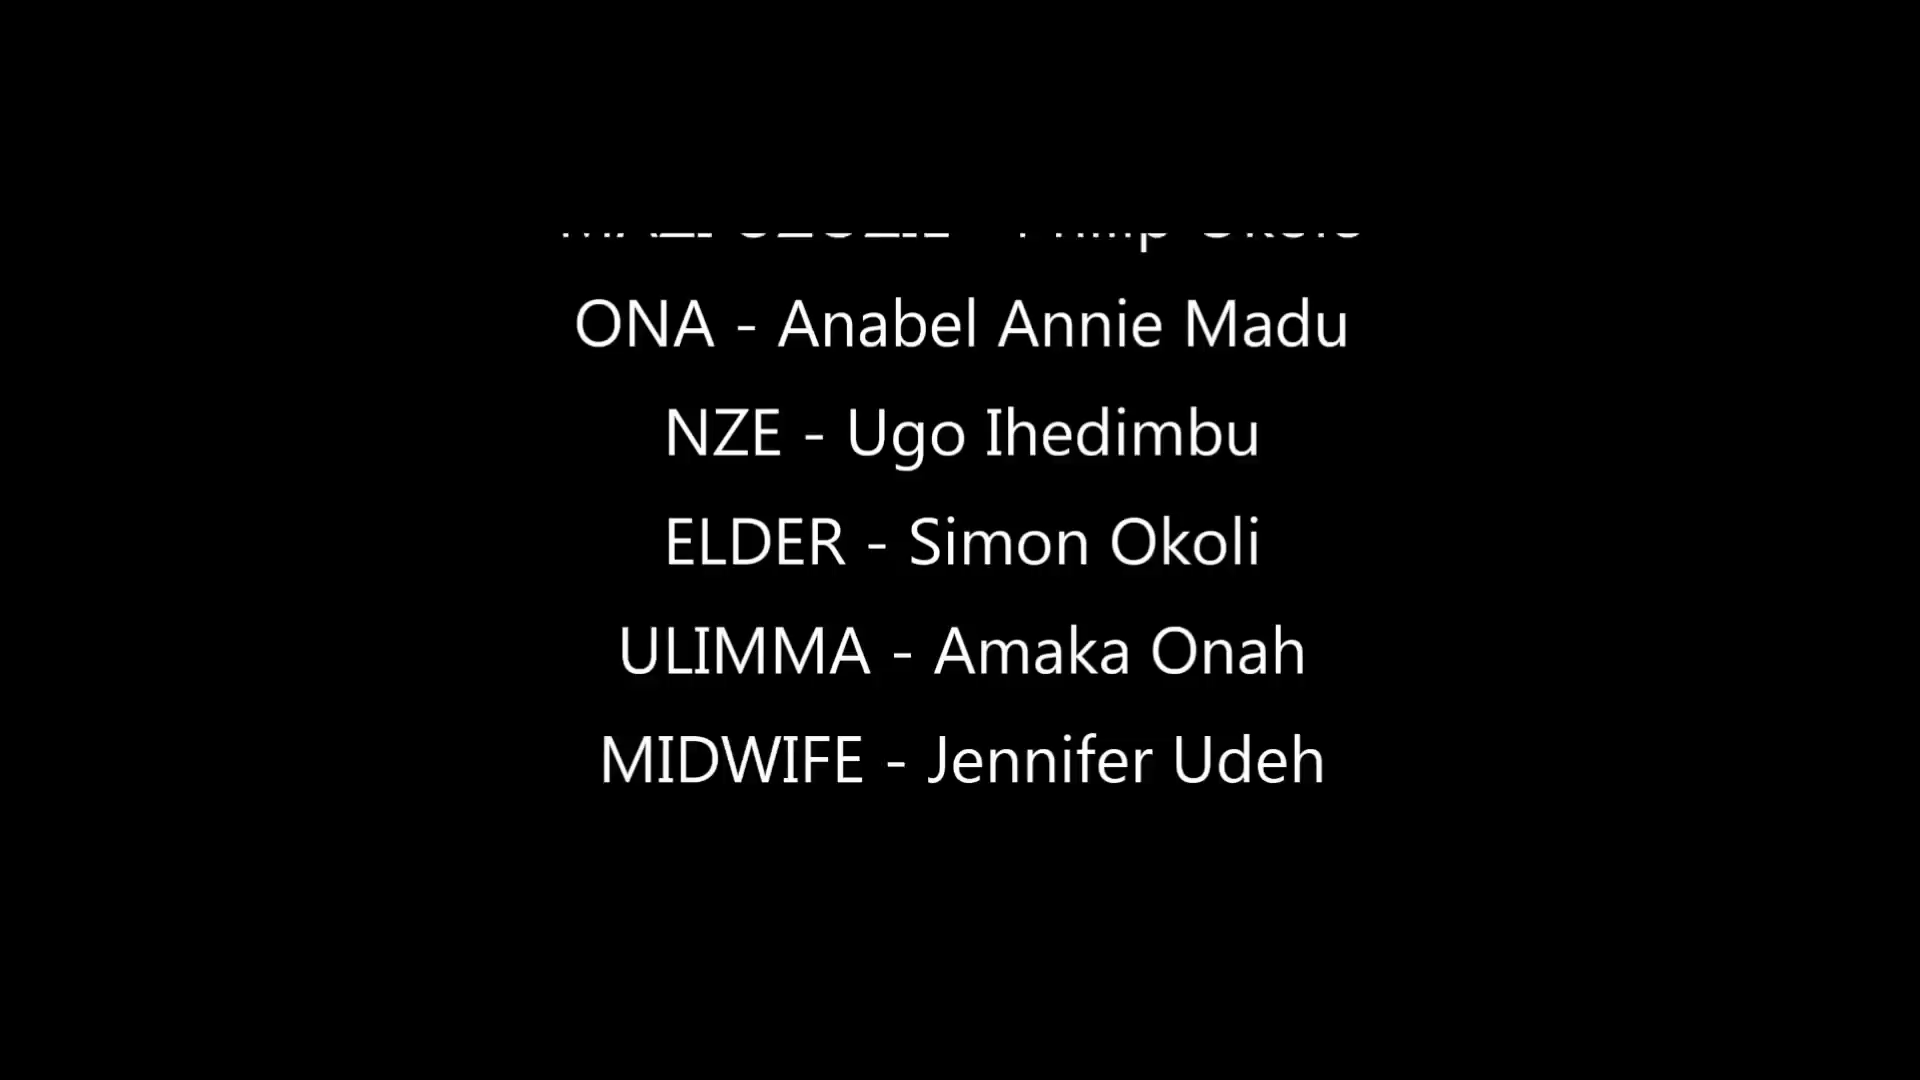 ONA - Anabel Annie Madu
NZE - Ugo Ihedimbu
ELDER - Simon Okoli
ULIMMA - Amaka Onah
MIDWIFE - Jennifer Udeh